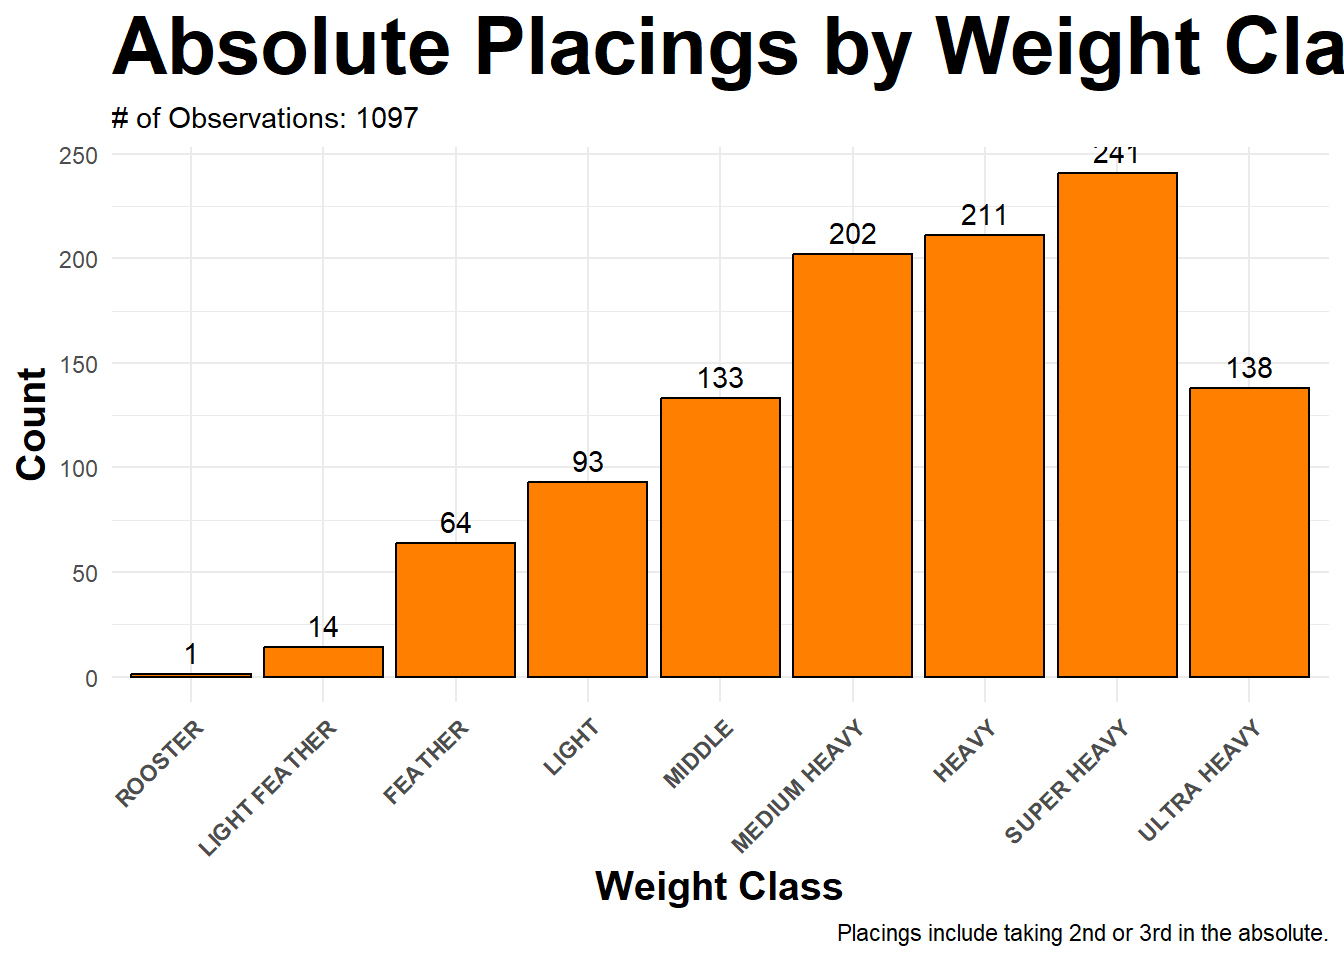 Absolute Placings by Weight Cla
# of Observations: 1097
250
200
150
100
50
0
Count
1
14
64
93
133
202
211
241
138
ROOSTER
LIGHT FEATHER
FEATHER
LIGHT
MIDDLE
MEDIUM HEAVY
HEAVY
SUPER HEAVY
ULTRA HEAVY
Weight Class
Placings include taking 2nd or 3rd in the absolute.